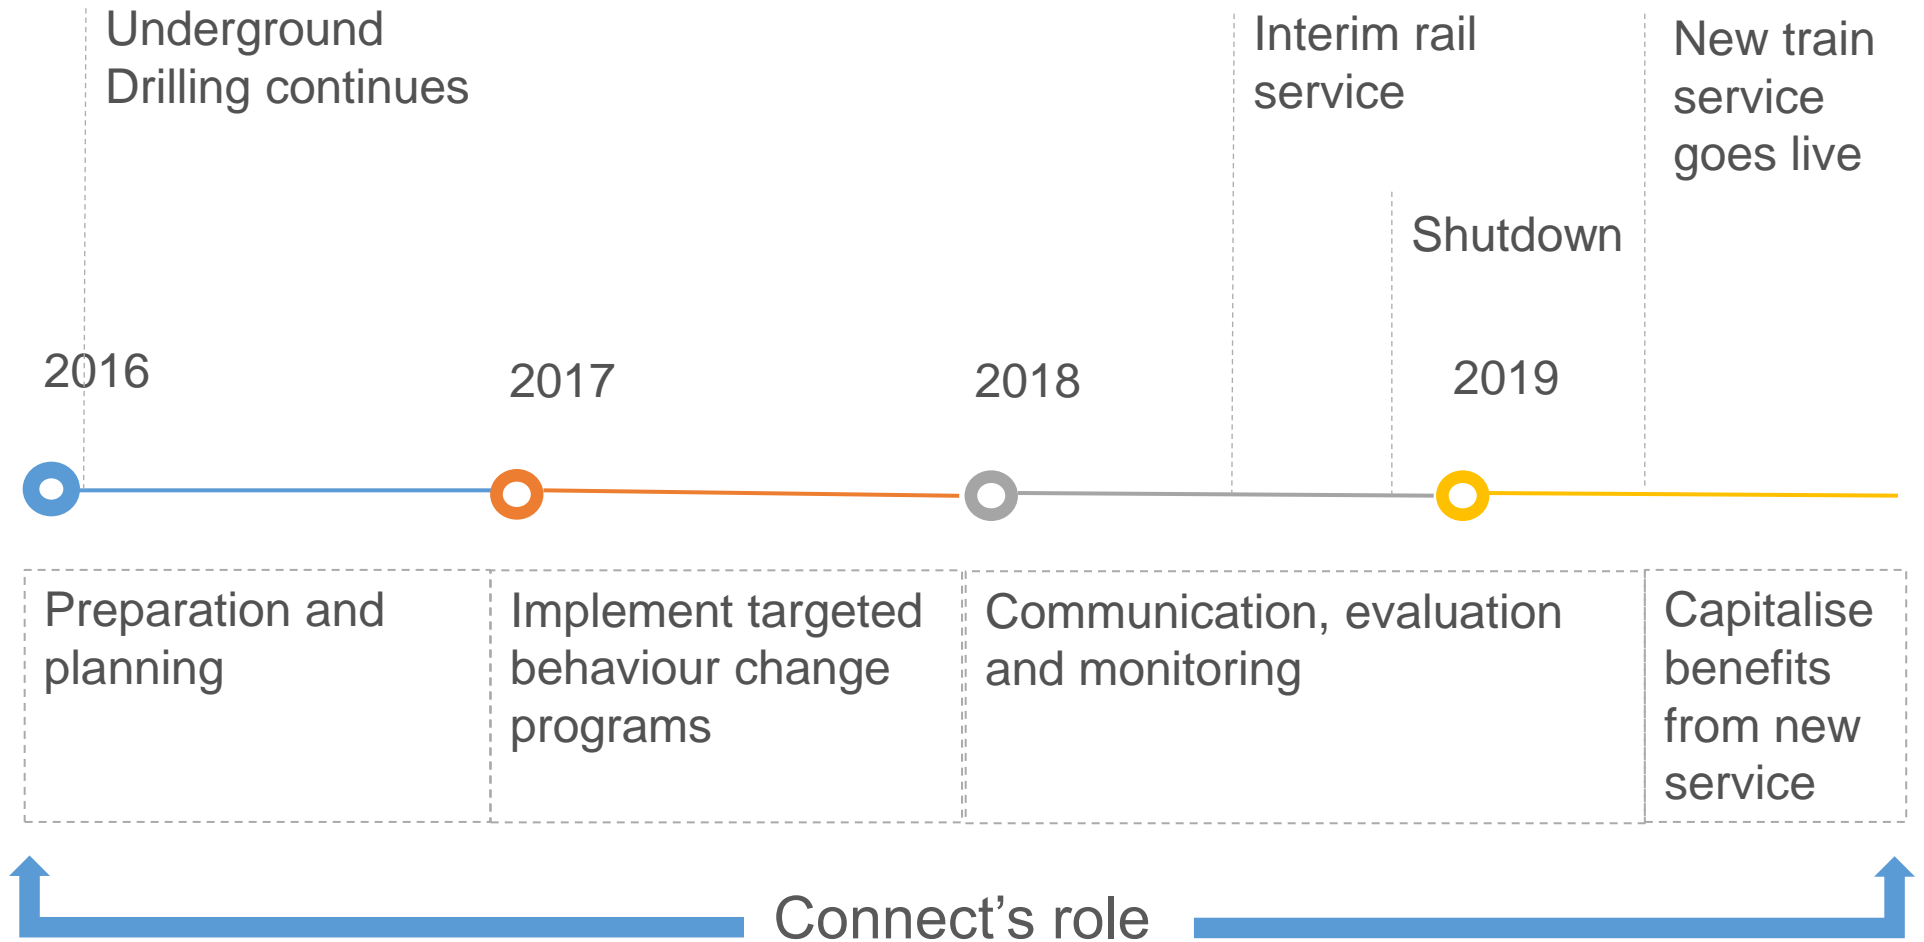 Underground
Drilling continues
Interim rail
service
New train
service
goes live
Shutdown
2016
2017
2018
2019
Preparation and
planning
Implement targeted
behaviour change
programs
Communication, evaluation
and monitoring
Capitalise
benefits
from new
service
Connect’s role